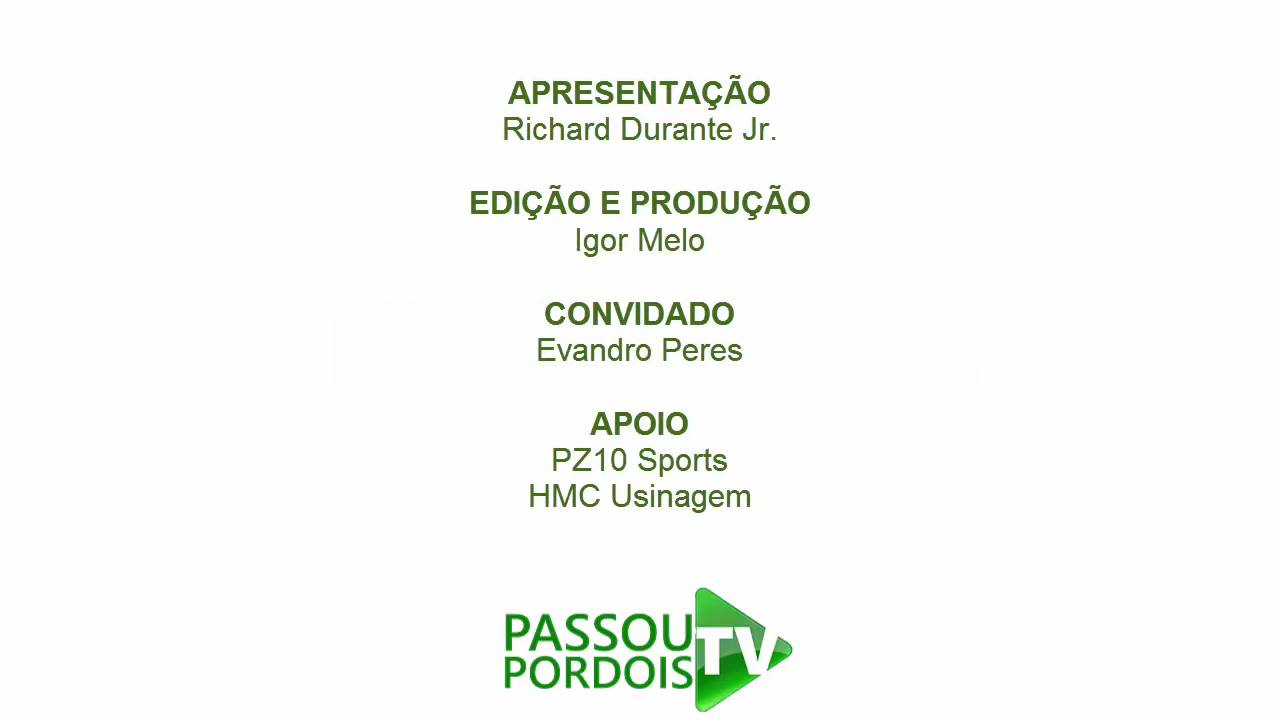 APRESENTAÇÃO
Richard Durante Jr.
EDIÇÃO E PRODUÇÃO
Igor Melo
CONVIDADO
Evandro Peres
APOIO
PZ10 Sports
HMC Usinagem
PASSOU
PORDOIS
TV